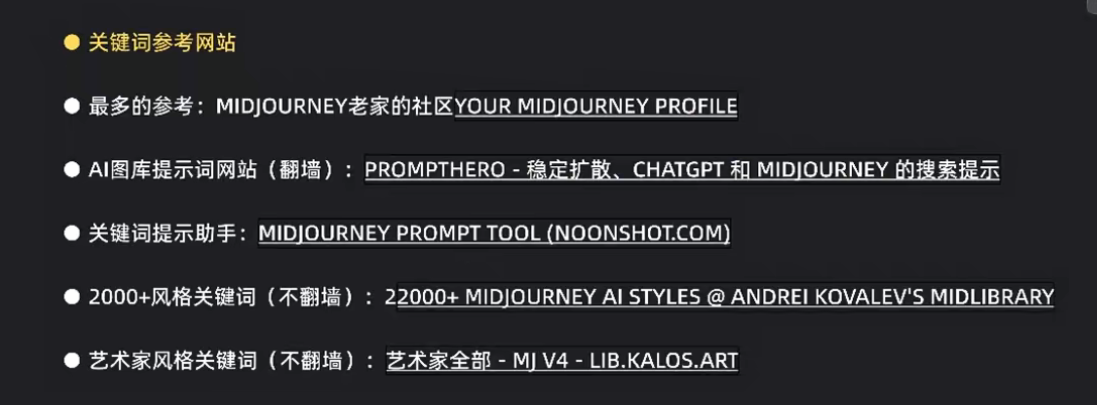 ● 关键词参考网站
● 最多的参考：MIDJOURNEY老家的社区YOUR MIDJOURNEY PROFILE
● AI图库提示词网站（翻墙）：PROMPTHERO - 稳定扩散、CHATGPT 和 MIDJOURNEY 的搜索提示
● 关键词提示助手：MIDJOURNEY PROMPT TOOL (NOONSHOT.COM)
● 2000+风格关键词（不翻墙）：22000+ MIDJOURNEY AI STYLES @ ANDREI KOVALEV'S MIDLIBRARY
● 艺术家风格关键词（不翻墙）：艺术家全部 - MJ V4 - LIB.KALOS.ART